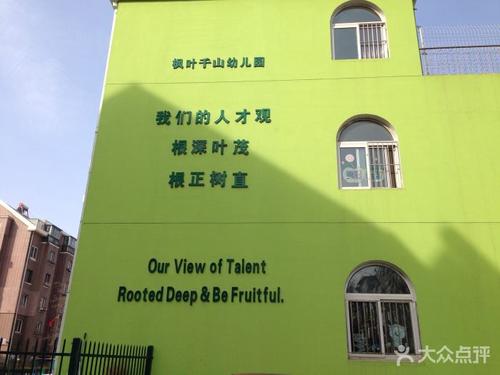 枫叶千山幼儿园
我们的人才观
根深叶茂
根正树直
Our View of Talent
Rooted Deep & Be Fruitful.
大众点评